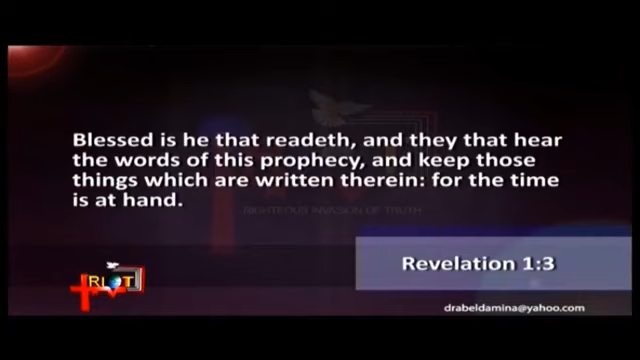 Blessed is he that readeth, and they that hear
the words of this prophecy, and keep those
things which are written therein: for the time
is at hand.
RIGHTEOUS INVASION OF TRUTH
Revelation 1:3
RIOT
tv
drabeldamina@yahoo.com